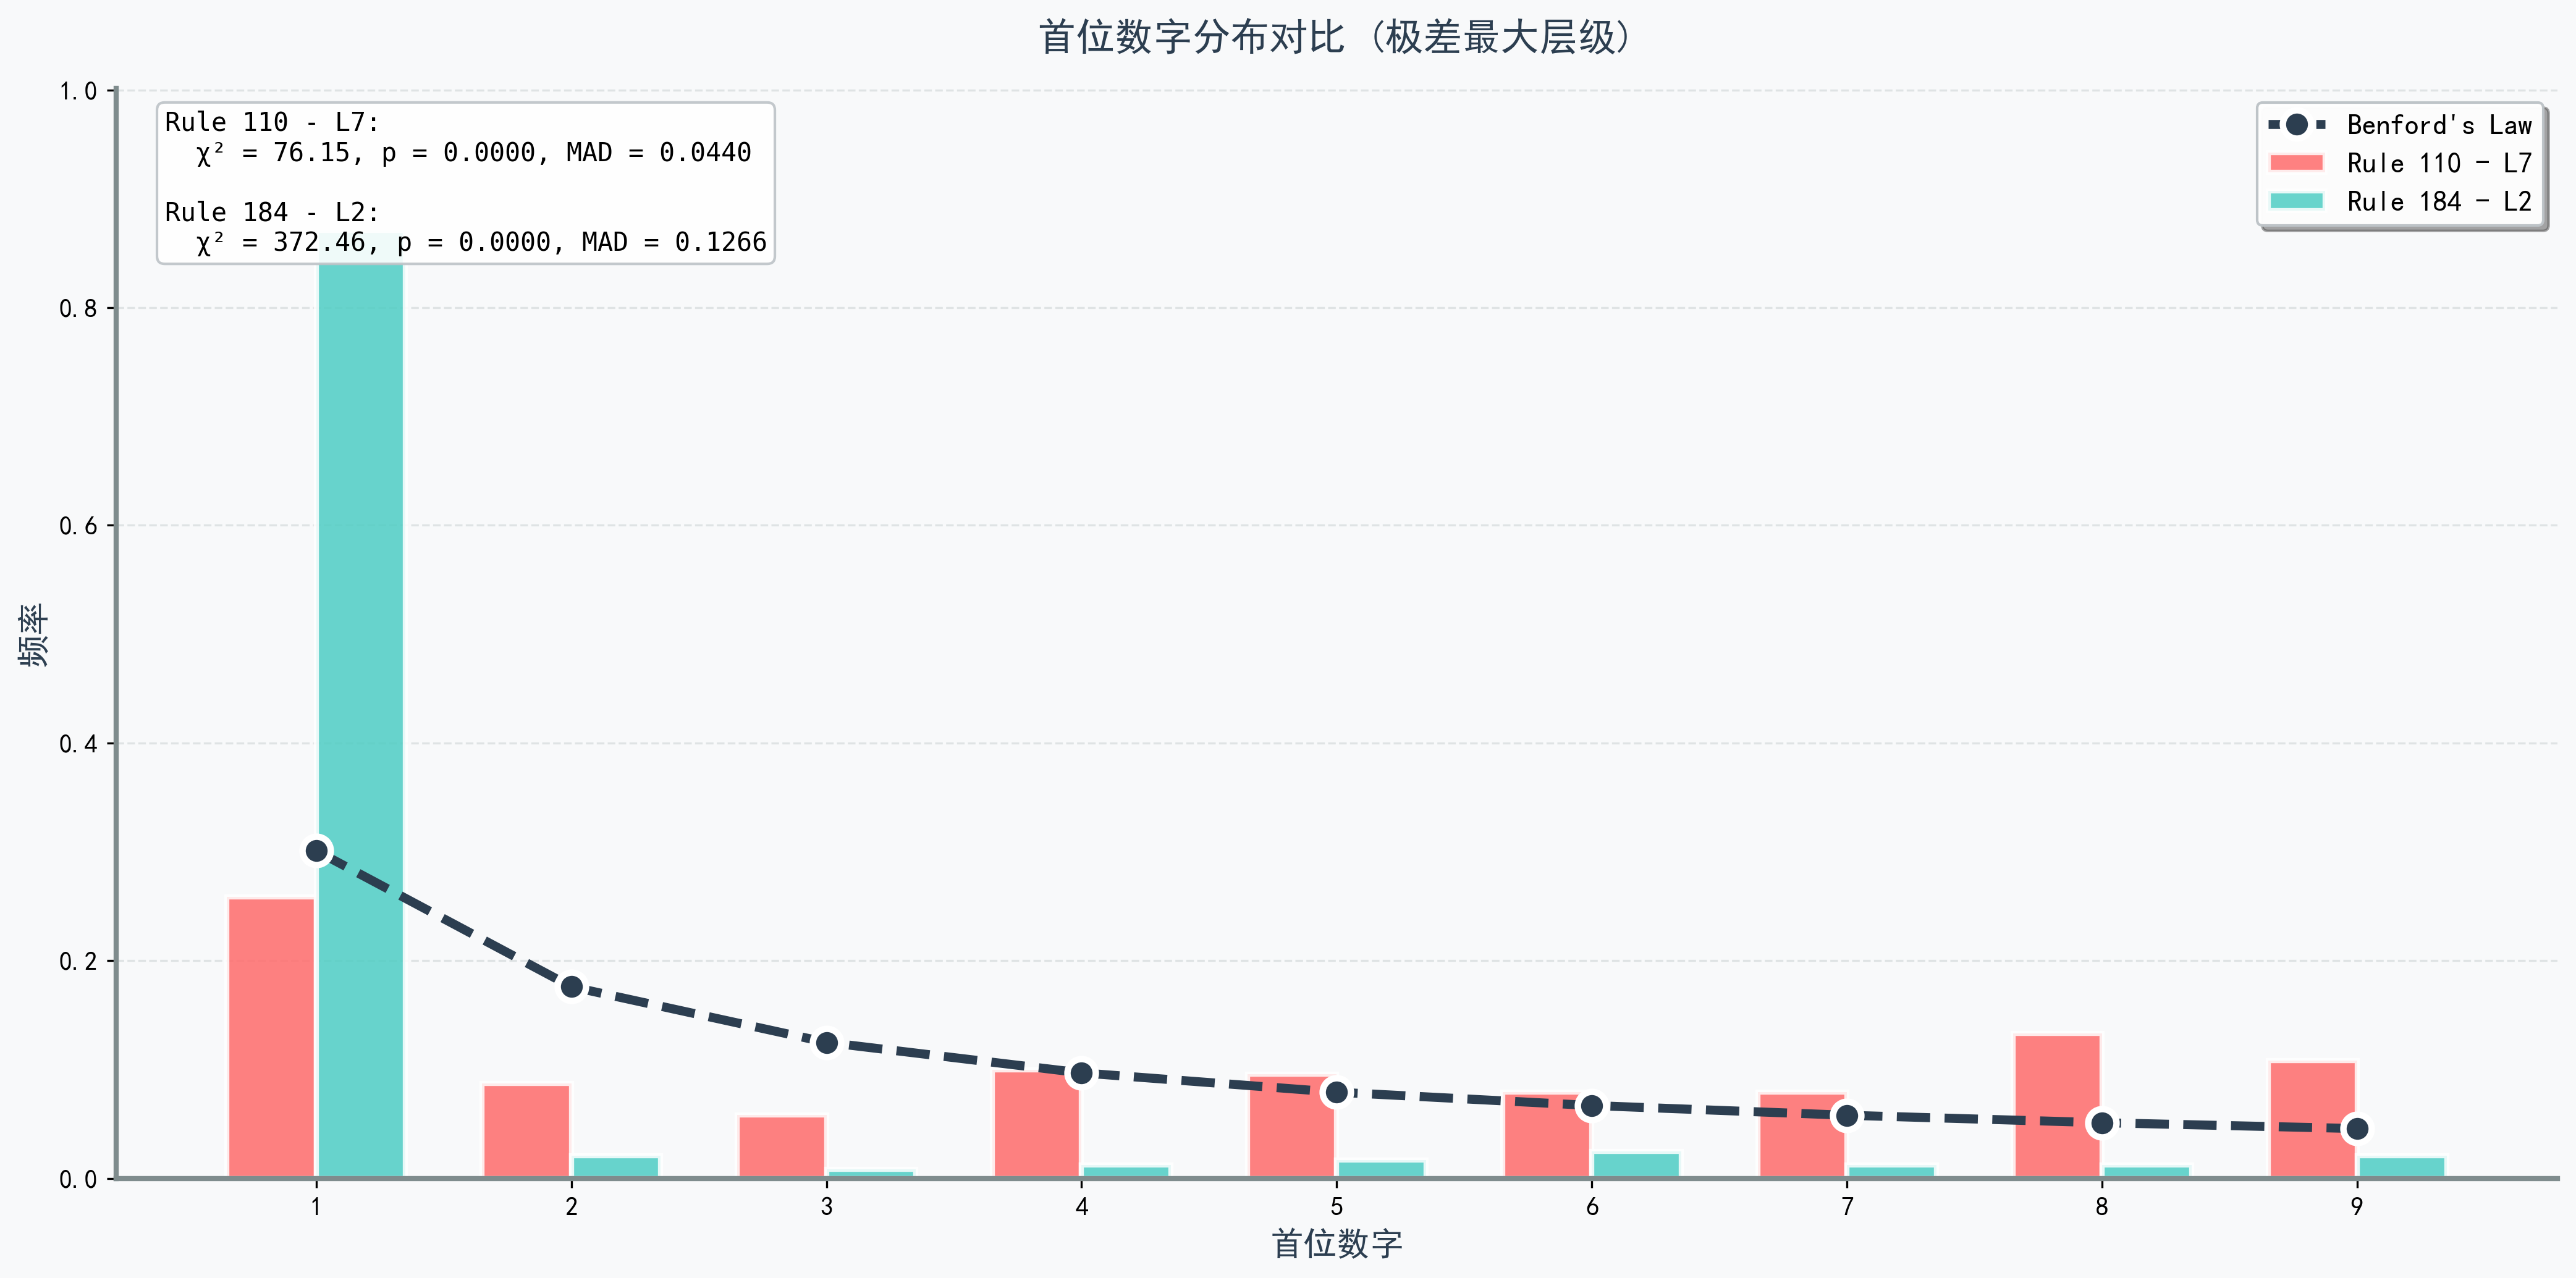 首位数字分布对比 (极差最大层级)
Rule 110 - L7:
χ² = 76.15, p = 0.0000, MAD = 0.0440
Rule 184 - L2:
χ² = 372.46, p = 0.0000, MAD = 0.1266
Benford's Law
Rule 110 - L7
Rule 184 - L2
频率
1.0
0.8
0.6
0.4
0.2
0.0
1 2 3 4 5 6 7 8 9
首位数字